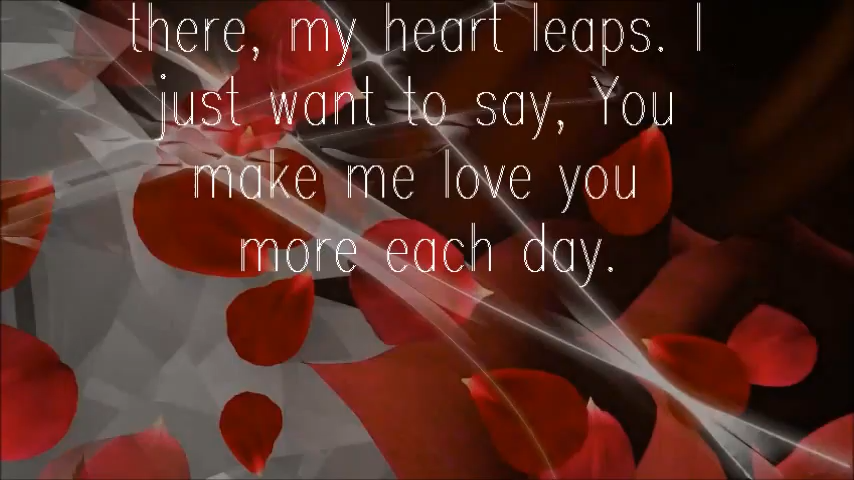 there, my heart leaps. I
just want to say, You
make me love you
more each day.